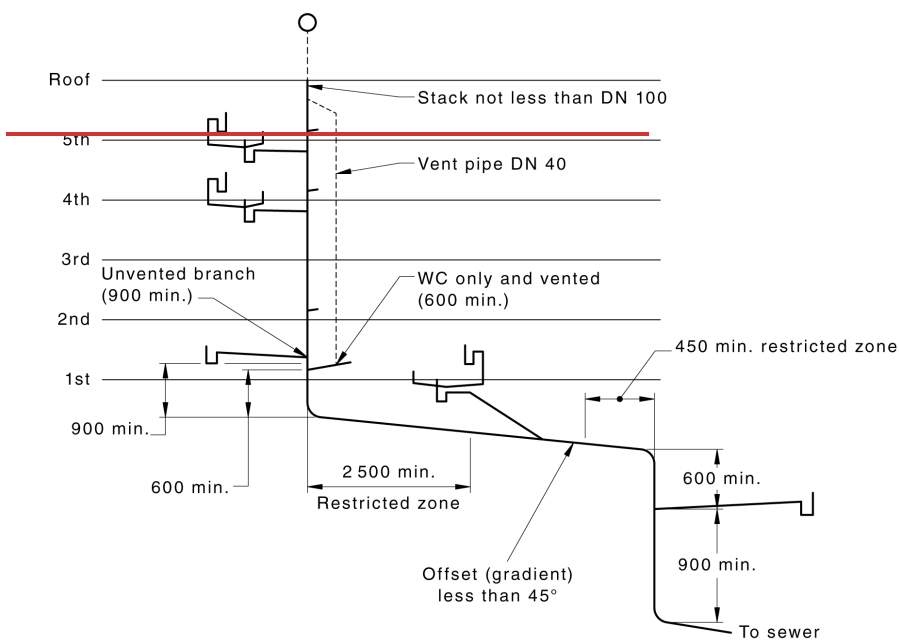 Roof
Stack not less than DN 100
5th
Vent pipe DN 40
4th
3rd
Unvented branch
(900 min.)
WC only and vented
(600 min.)
2nd
450 min. restricted zone
1st
900 min.
2 500 min.
600 min.
600 min.
Restricted zone
900 min.
Offset (gradient)
less than 45°
To sewer